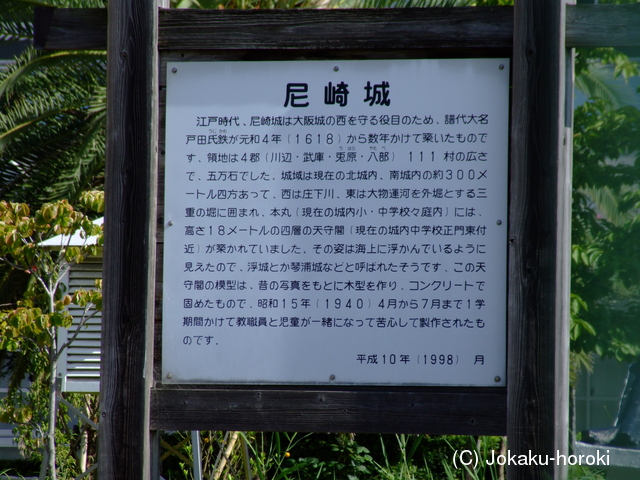 尼崎城
江戸時代、尼崎城は大阪城の西を守る役目のため、譜代大名
戸田氏鉄が元和4年(1618)から数年かけて築いたもので
す。領地は4郡(川辺・武庫・兎原・八部)111村の広さ
で、五万石でした。城域は現在の北城内、南城内の約300メ
ートル四方あって、西は庄下川、東は大物運河を外堀とする三
重の堀に囲まれ、本丸(現在の城内小・中学校々庭内)には、
高さ18メートルの四層の天守閣(現在の城内中学校正門東付
近)が築かれていました。その姿は海上に浮かんでいるように
見えたので、浮城とか琴浦城などと呼ばれたそうです。この天
守閣の模型は、昔の写真をもとに木型を作り、コンクリートで
固めたもので、昭和15年(1940)4月から7月まで1学
期間かけて教職員と児童が一緒になって苦心して製作されたも
のです。
平成10年(1998) 月
(C)Jokaku-horoki